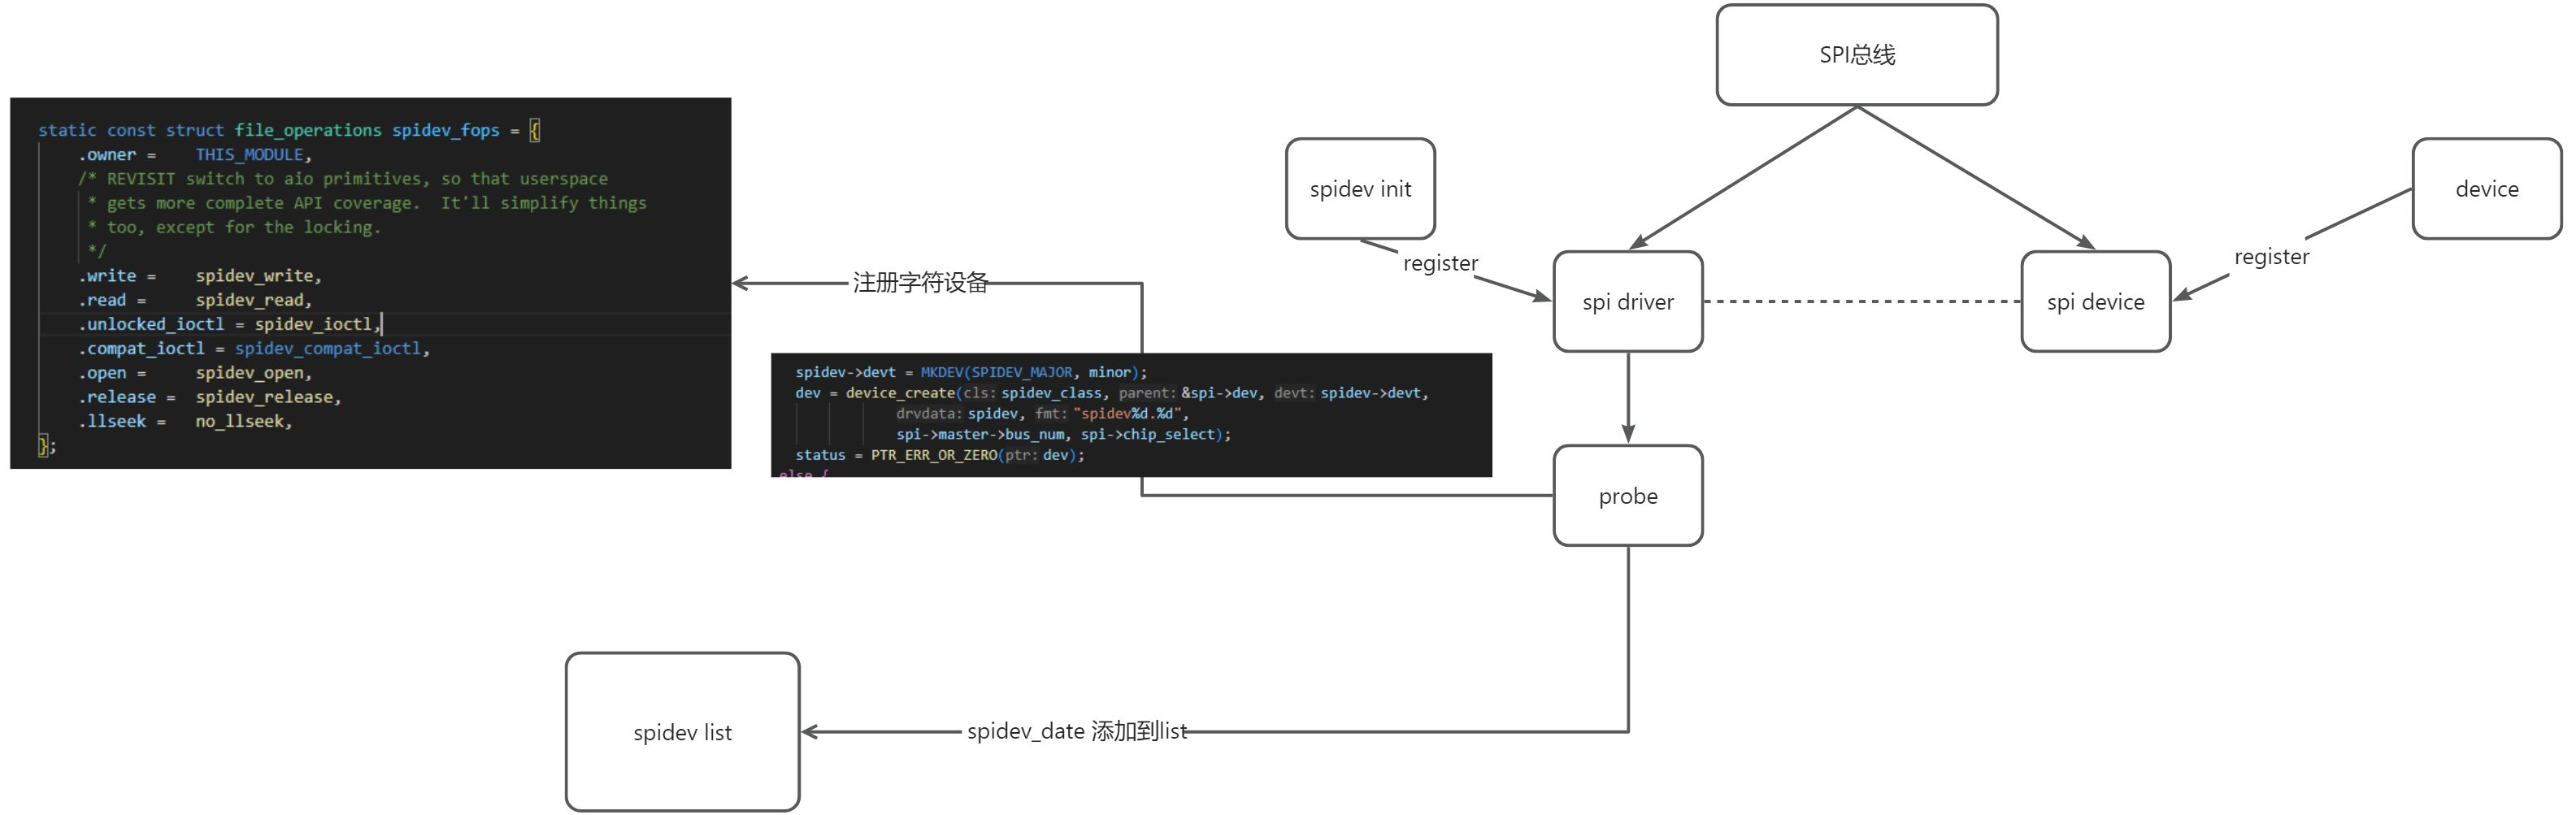 SPI总线
spidev init
device
register
register
spi driver
spi device
probe
static const struct file_operations spidev_fops = {
.owner = THIS_MODULE,
/* REVISIT switch to aio primitives, so that userspace
* gets more complete API coverage. It'll simplify things
* too, except for the locking.
*/
.write = spidev_write,
.read = spidev_read,
.unlocked_ioctl = spidev_ioctl,
.compat_ioctl = spidev_compat_ioctl,
.open = spidev_open,
.release = spidev_release,
.llseek = no_llseek,
};
注册字符设备
spidev->devt = MKDEV(SPIDEV_MAJOR, minor);
dev = device_create(cls: spidev_class, parent: &spi->dev, devt: spidev->devt,
drvdata: spidev, fmt: "spidev%d.%d",
spi->master->bus_num, spi->chip_select);
status = PTR_ERR_OR_ZERO(ptr: dev);
else {
spidev list
spidev_date 添加到list